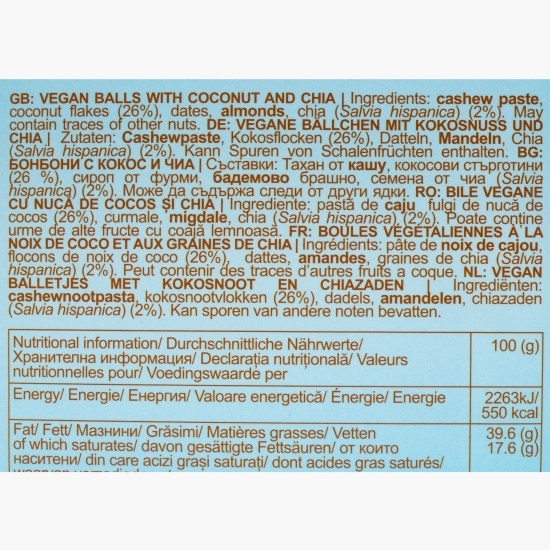 GB: VEGAN BALLS WITH COCONUT AND CHIA | Ingredients: cashew paste,
coconut flakes (26%), dates, almonds, chia (Salvia hispanica) (2%). May
contain traces of other nuts. DE: VEGANE BÄLLCHEN MIT KOKOSNUSS UND
CHIA | Zutaten: Cashewpaste, Kokosflocken (26%), Datteln, Mandeln, Chia
(Salvia hispanica) (2%). Kann Spuren von Schalenfrüchten enthalten. BG:
БОНБОНИ С КОКОС И ЧИА | Съставки: Тахан от кашу, кокосови стърготини
(26 %), сироп от фурми, бадемово брашно, семена от чиа (Salvia
hispanica) (2%). Може да съдържа следи от други ядки. RO: BILE VEGANE
CU NUCĂ DE COCOS ȘI CHIA | Ingrediente: pastă de caju fulgi de nucă de
cocos (26%), curmale, migdale, chia (Salvia hispanica) (2%). Poate conține
urme de alte fructe cu coajă lemnoasă. FR: BOULES VÉGÉTALIENNES À LA
NOIX DE COCO ET AUX GRAINES DE CHIA | Ingrédients: pâte de noix de cajou,
flocons de noix de coco (26%), dattes, amandes, graines de chia (Salvia
hispanica) (2%). Peut contenir des traces d'autres fruits a coque. NL: VEGAN
BALLETJES MET KOKOSNOOT EN CHIAZADEN | Ingrediënten:
cashewnootpasta, kokosnootvlokken (26%), dadels, amandelen, chiazaden
(Salvia hispanica) (2%). Kan sporen van andere noten bevatten.
Nutritional information/ Durchschnittliche Nährwerte/
Хранителна информация/ Declarația nutrițională/ Valeurs
nutritionnelles pour/ Voedingswaarde per
100 (g)
Energy/ Energie/ Енергия/ Valoare energetică/ Énergie/ Energie
2263kJ/
550 kcal
Fat/ Fett/ Мазнини/ Grăsimi/ Matières grasses/ Vetten
39.6 (g)
of which saturates/ davon gesättigte Fettsäuren/ от които
17.6 (g)
наситени/ din care acizi grași saturați/ dont acides gras saturés/